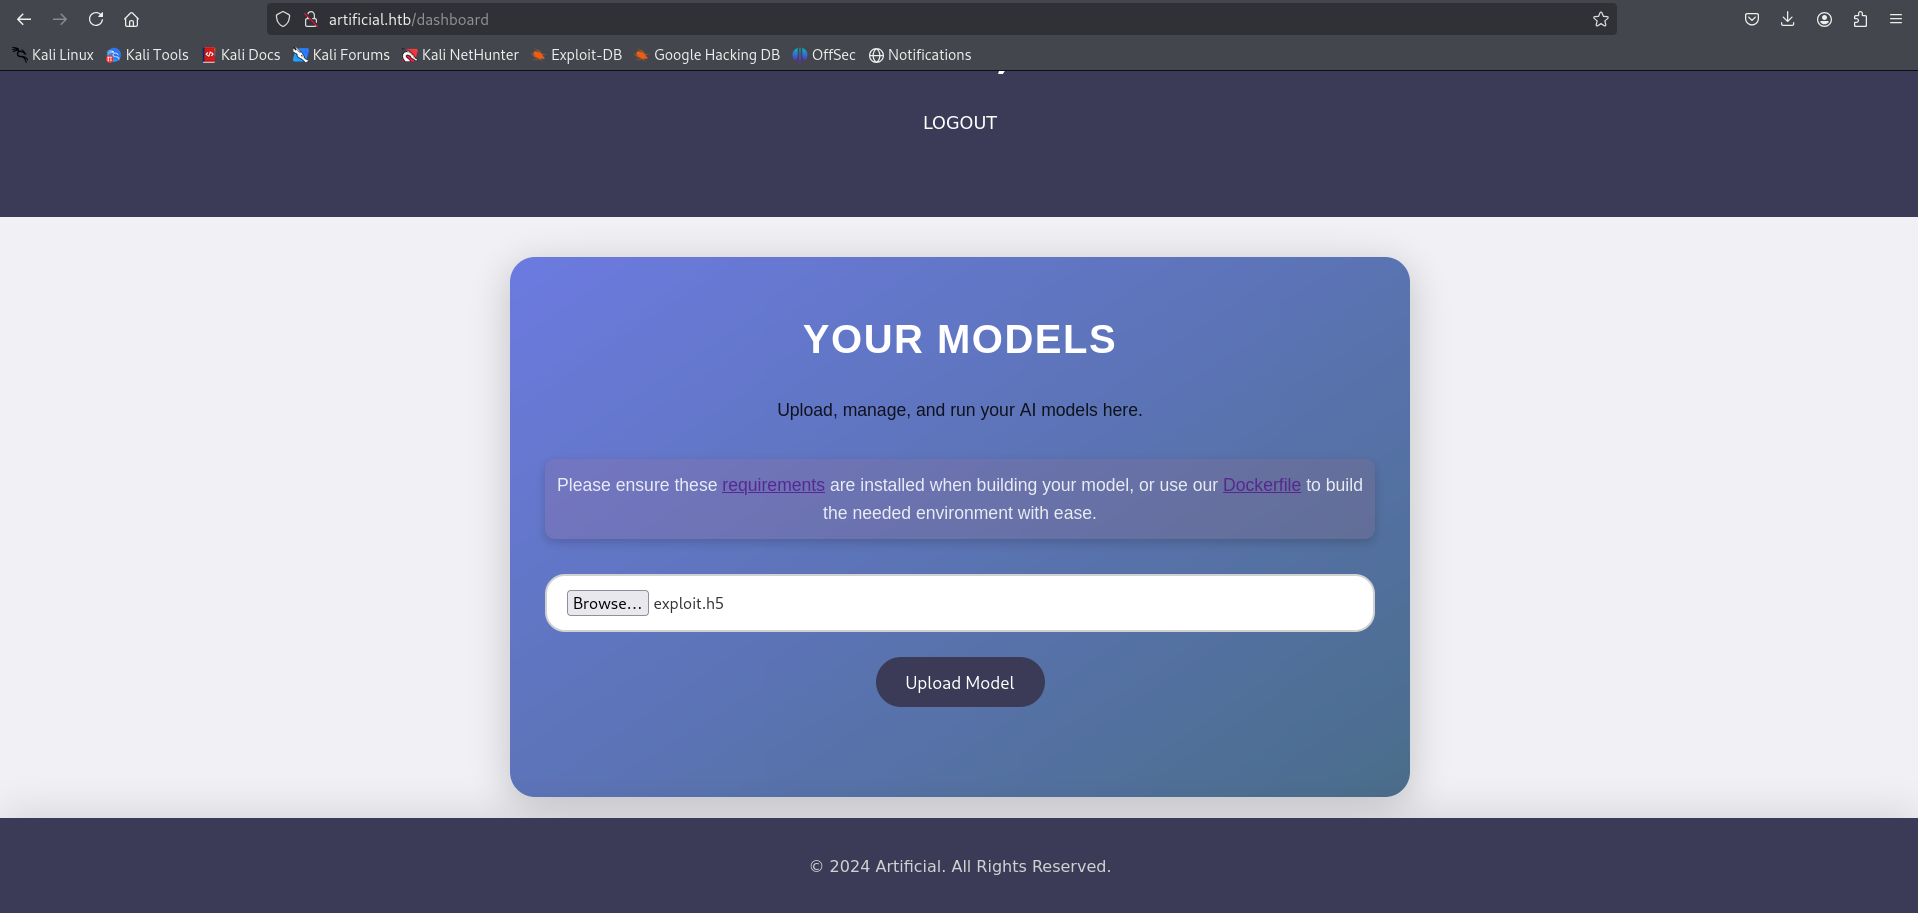 artificial.htb/dashboard
Kali Linux Kali Tools Kali Docs Kali Forums Kali NetHunter Exploit-DB Google Hacking DB OffSec Notifications
LOGOUT
YOUR MODELS
Upload, manage, and run your AI models here.
Please ensure these requirements are installed when building your model, or use our Dockerfile to build
the needed environment with ease.
Browse... exploit.h5
Upload Model
© 2024 Artificial. All Rights Reserved.